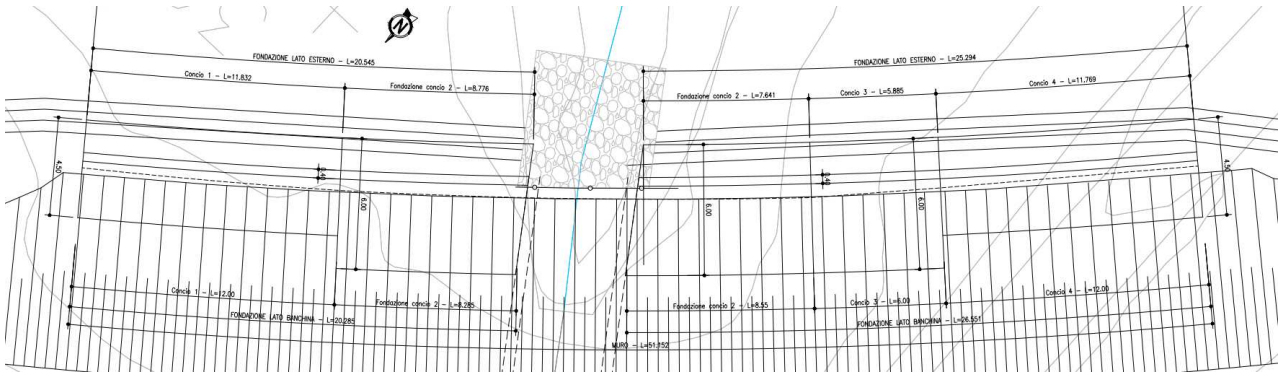 N
FONDAZIONE LATO ESTERNO - L=20.545
FONDAZIONE LATO ESTERNO - L=25.294
Concio 1 - L=11.832
Fondazione concio 2 - L=8.776
Fondazione concio 2 - L=7.641
Concio 3 - L=5.885
Concio 4 - L=11.769
4.50
0.40
6.00
6.00
0.40
6.00
4.50
Concio 1 - L=12.00
Fondazione concio 2 - L=8.285
Fondazione concio 2 - L=8.55
Concio 3 - L=6.00
Concio 4 - L=12.00
FONDAZIONE LATO BANCHINA - L=20.285
FONDAZIONE LATO BANCHINA - L=26.551
MURO - L=51.152